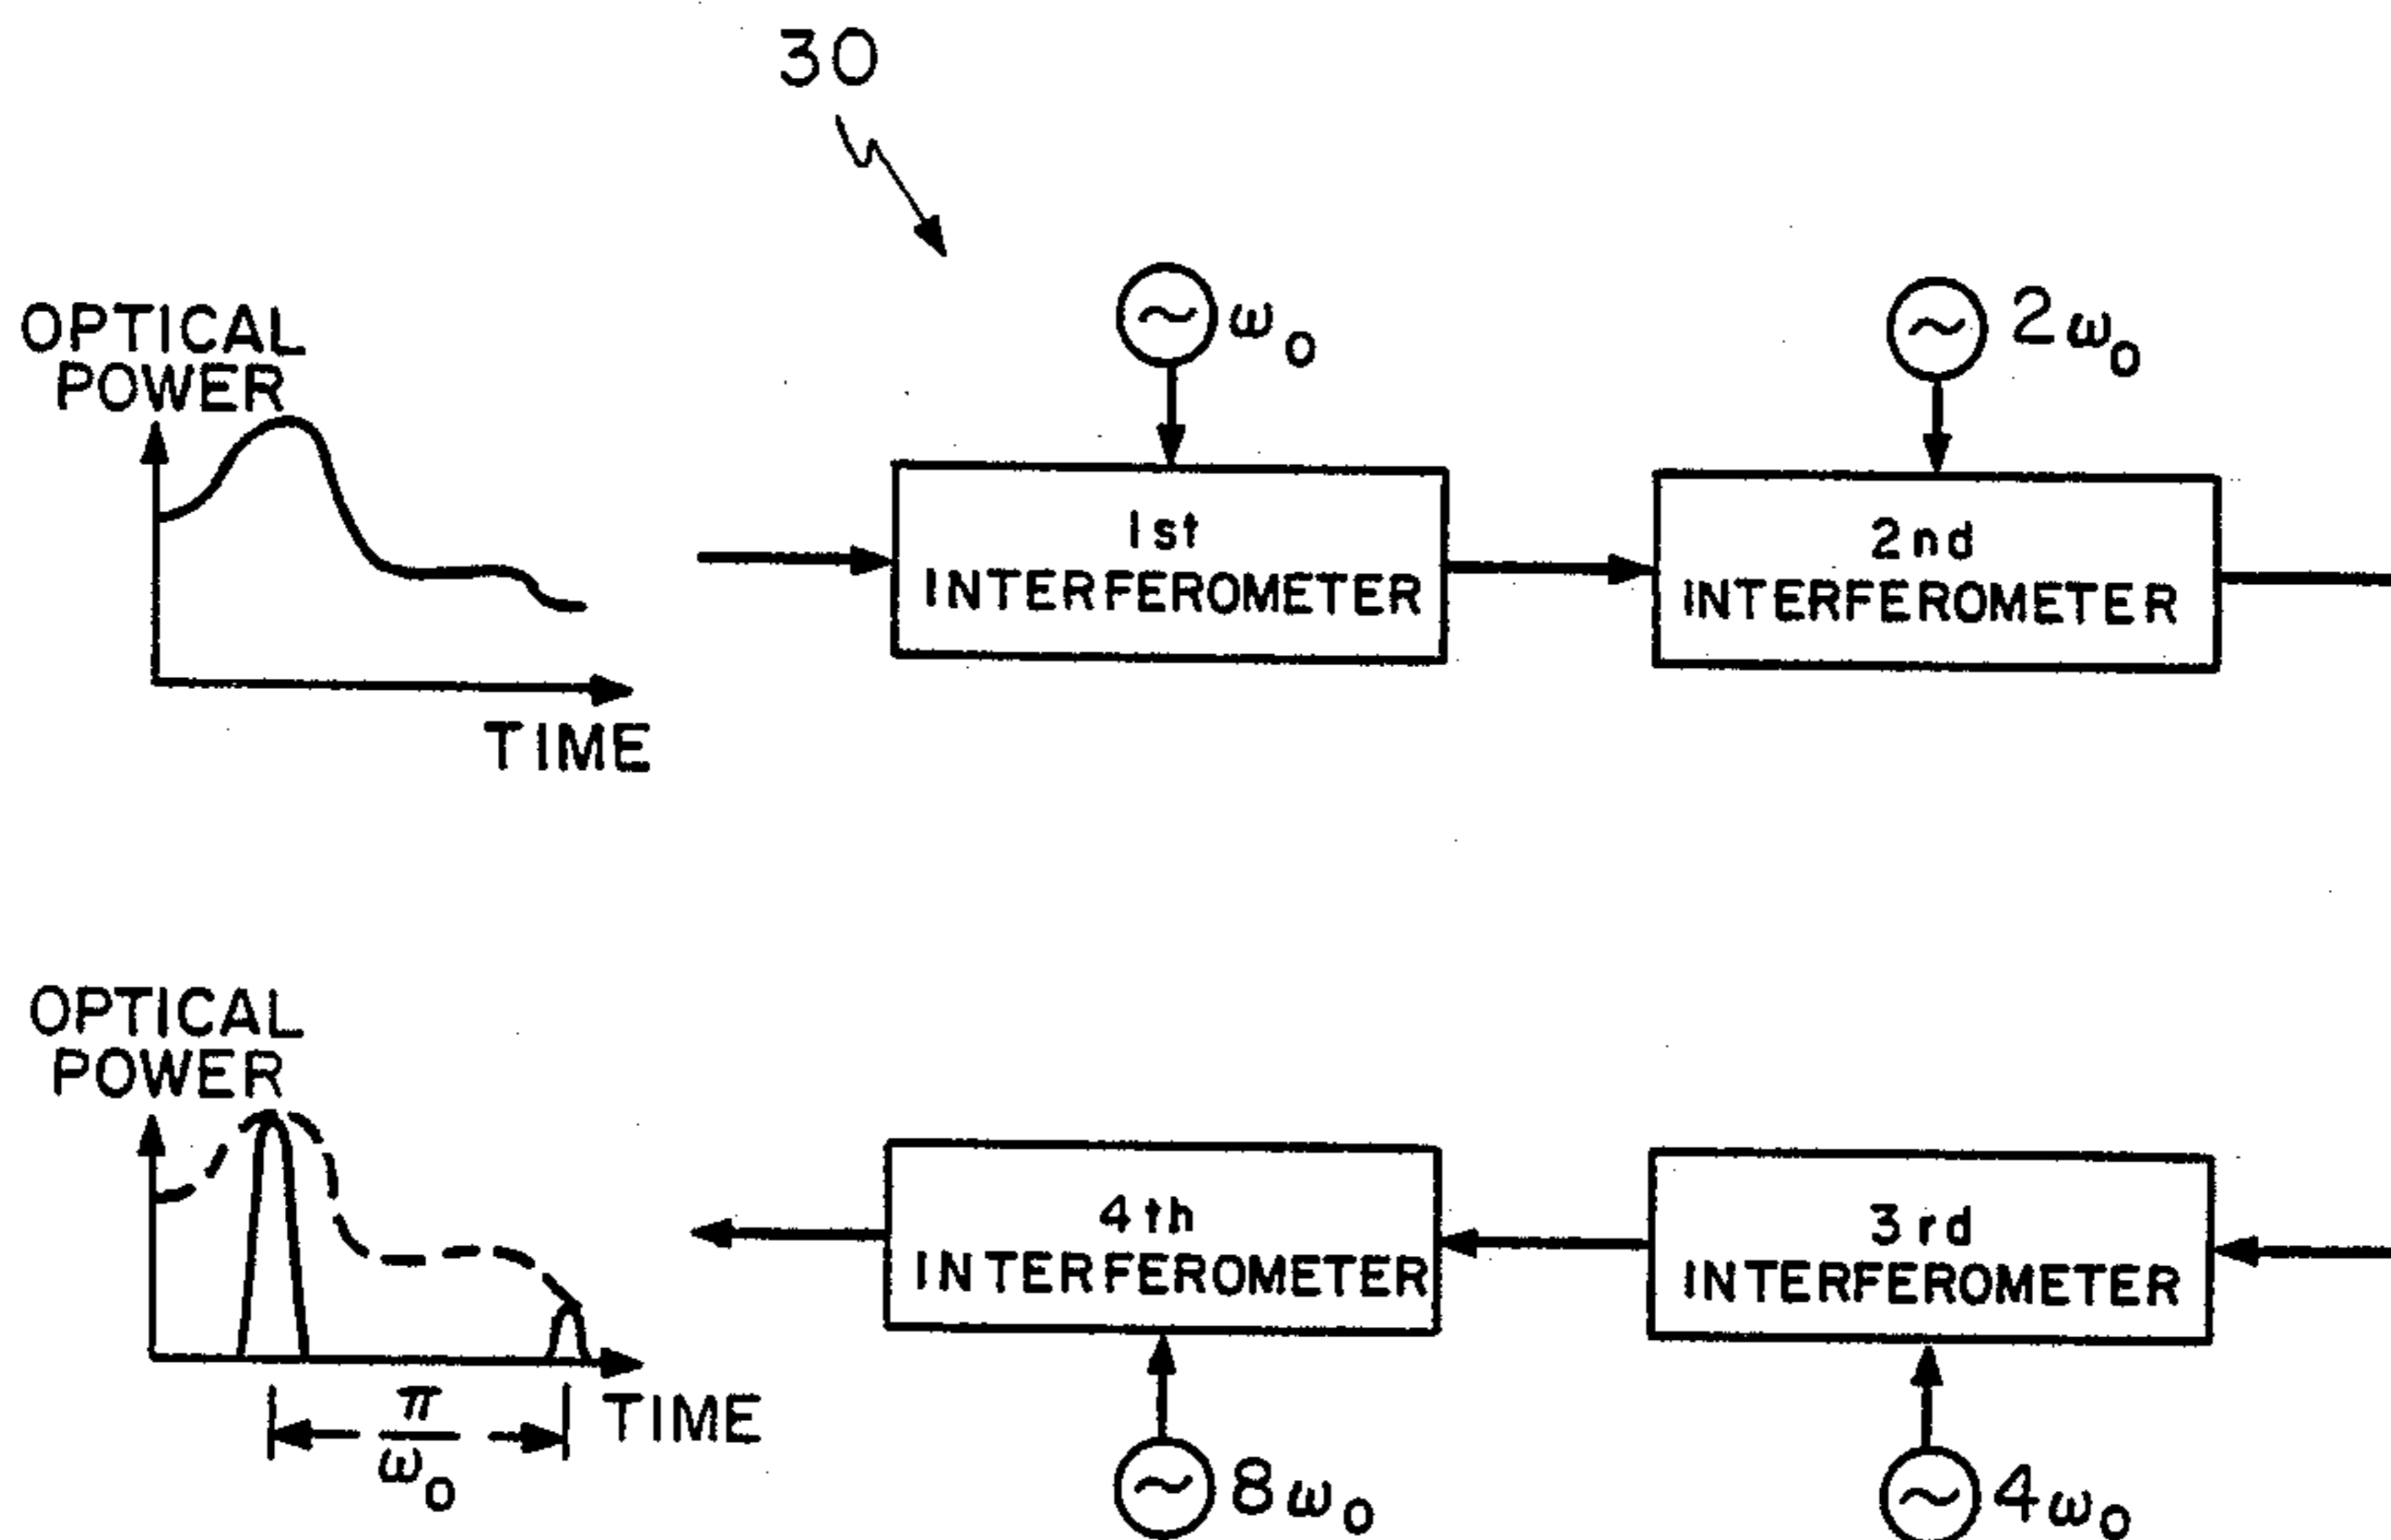 30
OPTICAL
POWER
TIME
ω₀
2ω₀
1st
INTERFEROMETER
2nd
INTERFEROMETER
OPTICAL
POWER
TIME
π
ω₀
4th
INTERFEROMETER
3rd
INTERFEROMETER
8ω₀
4ω₀